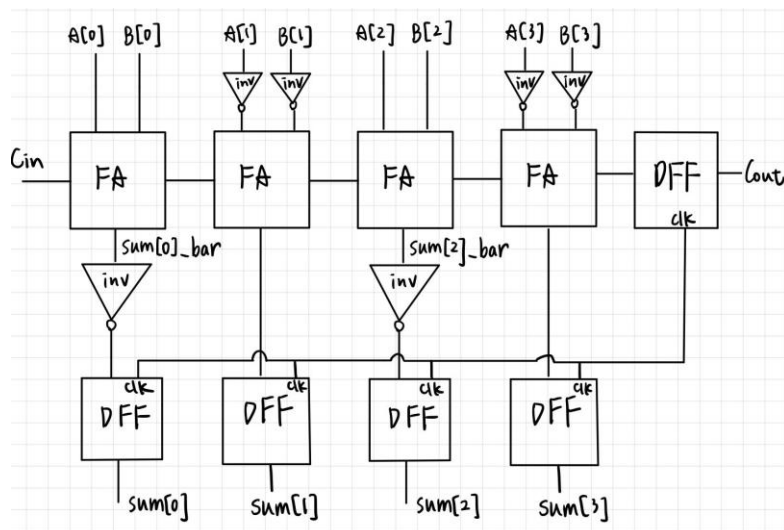 A[0] B[0] A[1] B[1] A[2] B[2] A[3] B[3]
inv inv inv inv
Cin FA FA FA FA DFF Cout
clk
sum[0]_bar sum[2]_bar
inv inv
clk clk clk clk
DFF DFF DFF DFF
sum[0] sum[1] sum[2] sum[3]